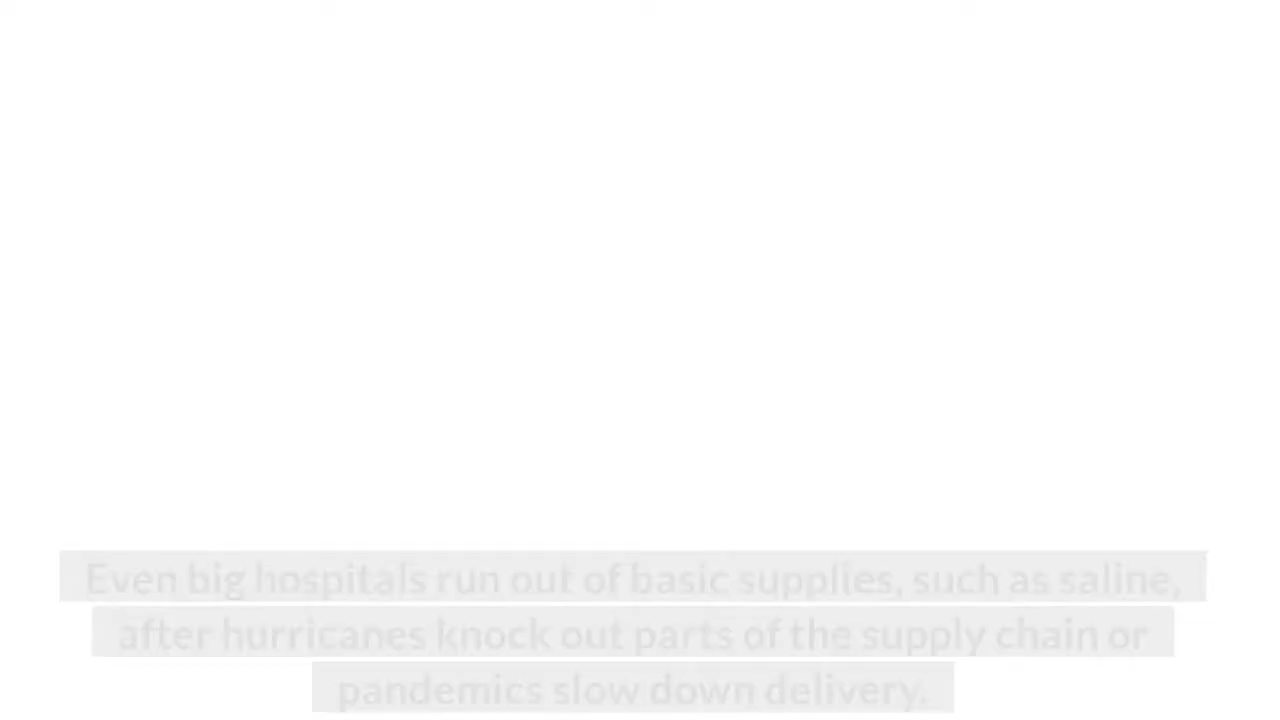 Even big hospitals run out of basic supplies, such as saline,
after hurricanes knock out parts of the supply chain or
pandemics slow down delivery.